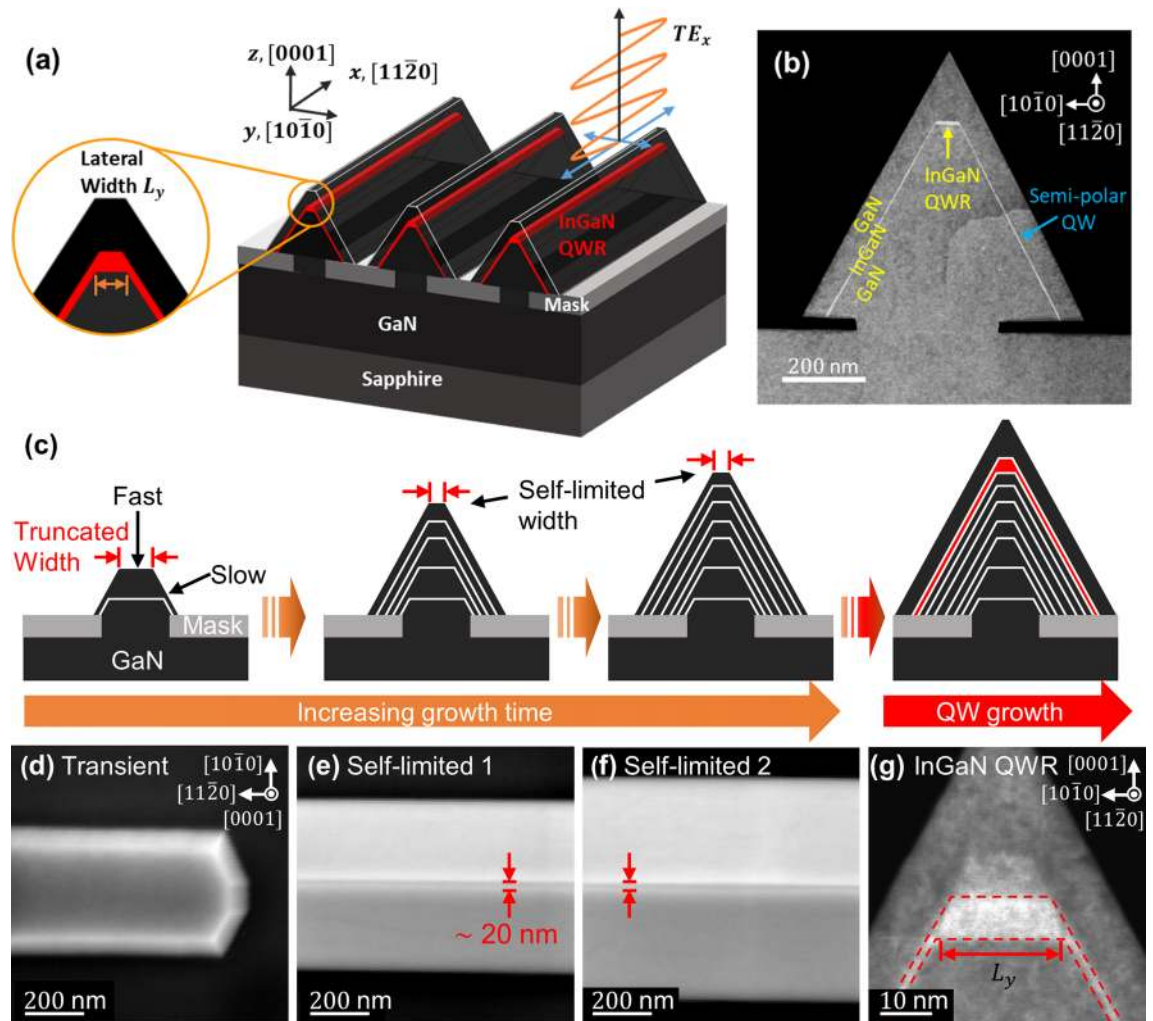 (a)
z, [0001]
x, [112̅0]
y, [101̅0]
TE_x
Lateral
Width L_y
InGaN
QWR
Mask
GaN
Sapphire
(b)
[0001]
[101̅0]
[112̅0]
InGaN
QWR
Semi-polar
QW
GaN
InGaN
GaN
200 nm
(c)
Fast
Truncated
Width
Slow
Mask
GaN
Self-limited
width
Increasing growth time
QW growth
(d) Transient
[101̅0]
[112̅0]
[0001]
200 nm
(e) Self-limited 1
~ 20 nm
200 nm
(f) Self-limited 2
200 nm
(g) InGaN QWR
[0001]
[101̅0]
[112̅0]
L_y
10 nm